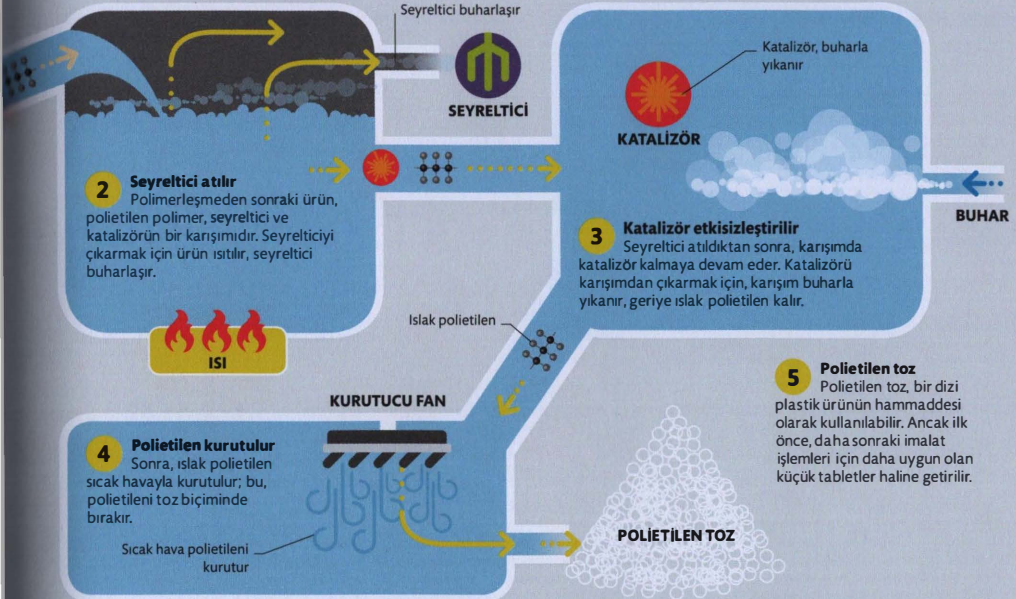 Seyreltici buharlaşır
SEYRELTİCİ
Katalizör, buharla
yıkanır
KATALİZÖR
BUHAR
2
Seyreltici atılır
Polimerleşmeden sonraki ürün,
polietilen polimer, seyreltici ve
katalizörün bir karışımıdır. Seyrelticiyi
çıkarmak için ürün ısıtılır, seyreltici
buharlaşır.
ISI
3
Katalizör etkisizleştirilir
Seyreltici atıldıktan sonra, karışımda
katalizör kalmaya devam eder. Katalizörü
karışımdan çıkarmak için, karışım buharla
yıkanır, geriye ıslak polietilen kalır.
Islak polietilen
KURUTUCU FAN
4
Polietilen kurutulur
Sonra, ıslak polietilen
sıcak havayla kurutulur; bu,
polietileni toz biçiminde
bırakır.
Sıcak hava polietileni
kurutur
POLİETİLEN TOZ
5
Polietilen toz
Polietilen toz, bir dizi
plastik ürünün hammaddesi
olarak kullanılabilir. Ancak ilk
önce, daha sonraki imalat
işlemleri için daha uygun olan
küçük tabletler haline getirilir.